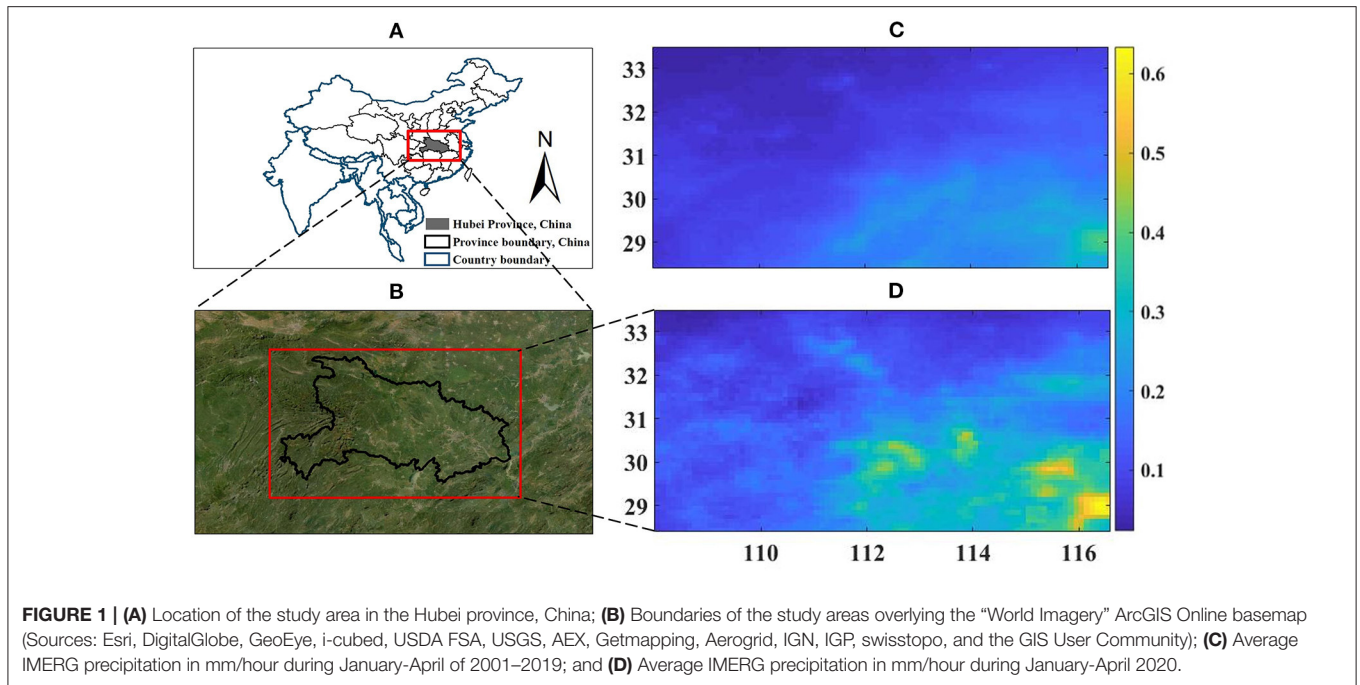 A
N
Hubei Province, China
Province boundary, China
Country boundary
B
C
33
32
31
30
29
0.6
0.5
0.4
0.3
0.2
0.1
D
33
32
31
30
29
110 112 114 116
FIGURE 1 | (A) Location of the study area in the Hubei province, China; (B) Boundaries of the study areas overlying the “World Imagery” ArcGIS Online basemap
(Sources: Esri, DigitalGlobe, GeoEye, i-cubed, USDA FSA, USGS, AEX, Getmapping, Aerogrid, IGN, IGP, swisstopo, and the GIS User Community); (C) Average
IMERG precipitation in mm/hour during January-April of 2001–2019; and (D) Average IMERG precipitation in mm/hour during January-April 2020.